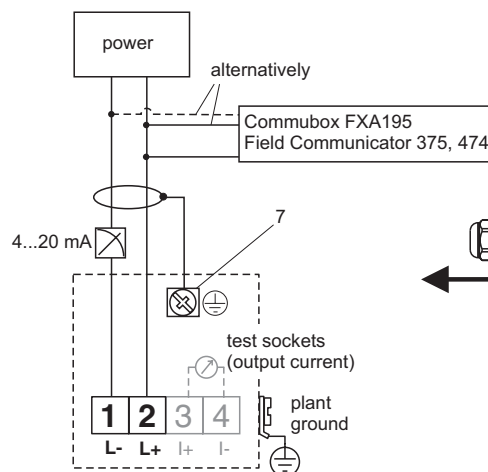 power
alternatively
Commubox FXA195
Field Communicator 375, 474
7
4...20 mA
test sockets
(output current)
1 2 3 4
L- L+ I+ I-
plant
ground